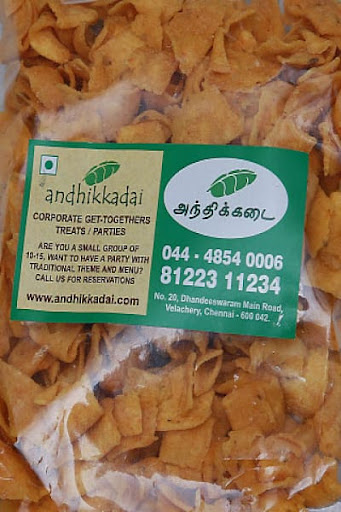 andhikkadai
CORPORATE GET-TOGETHERS
TREATS / PARTIES
ARE YOU A SMALL GROUP OF
10-15, WANT TO HAVE A PARTY WITH
TRADITIONAL THEME AND MENU?
CALL US FOR RESERVATIONS
www.andhikkadai.com
அந்திக்கடை
044 - 4854 0006
81223 11234
No. 20, Dhandeeswaram Main Road,
Velachery, Chennai - 600 042.